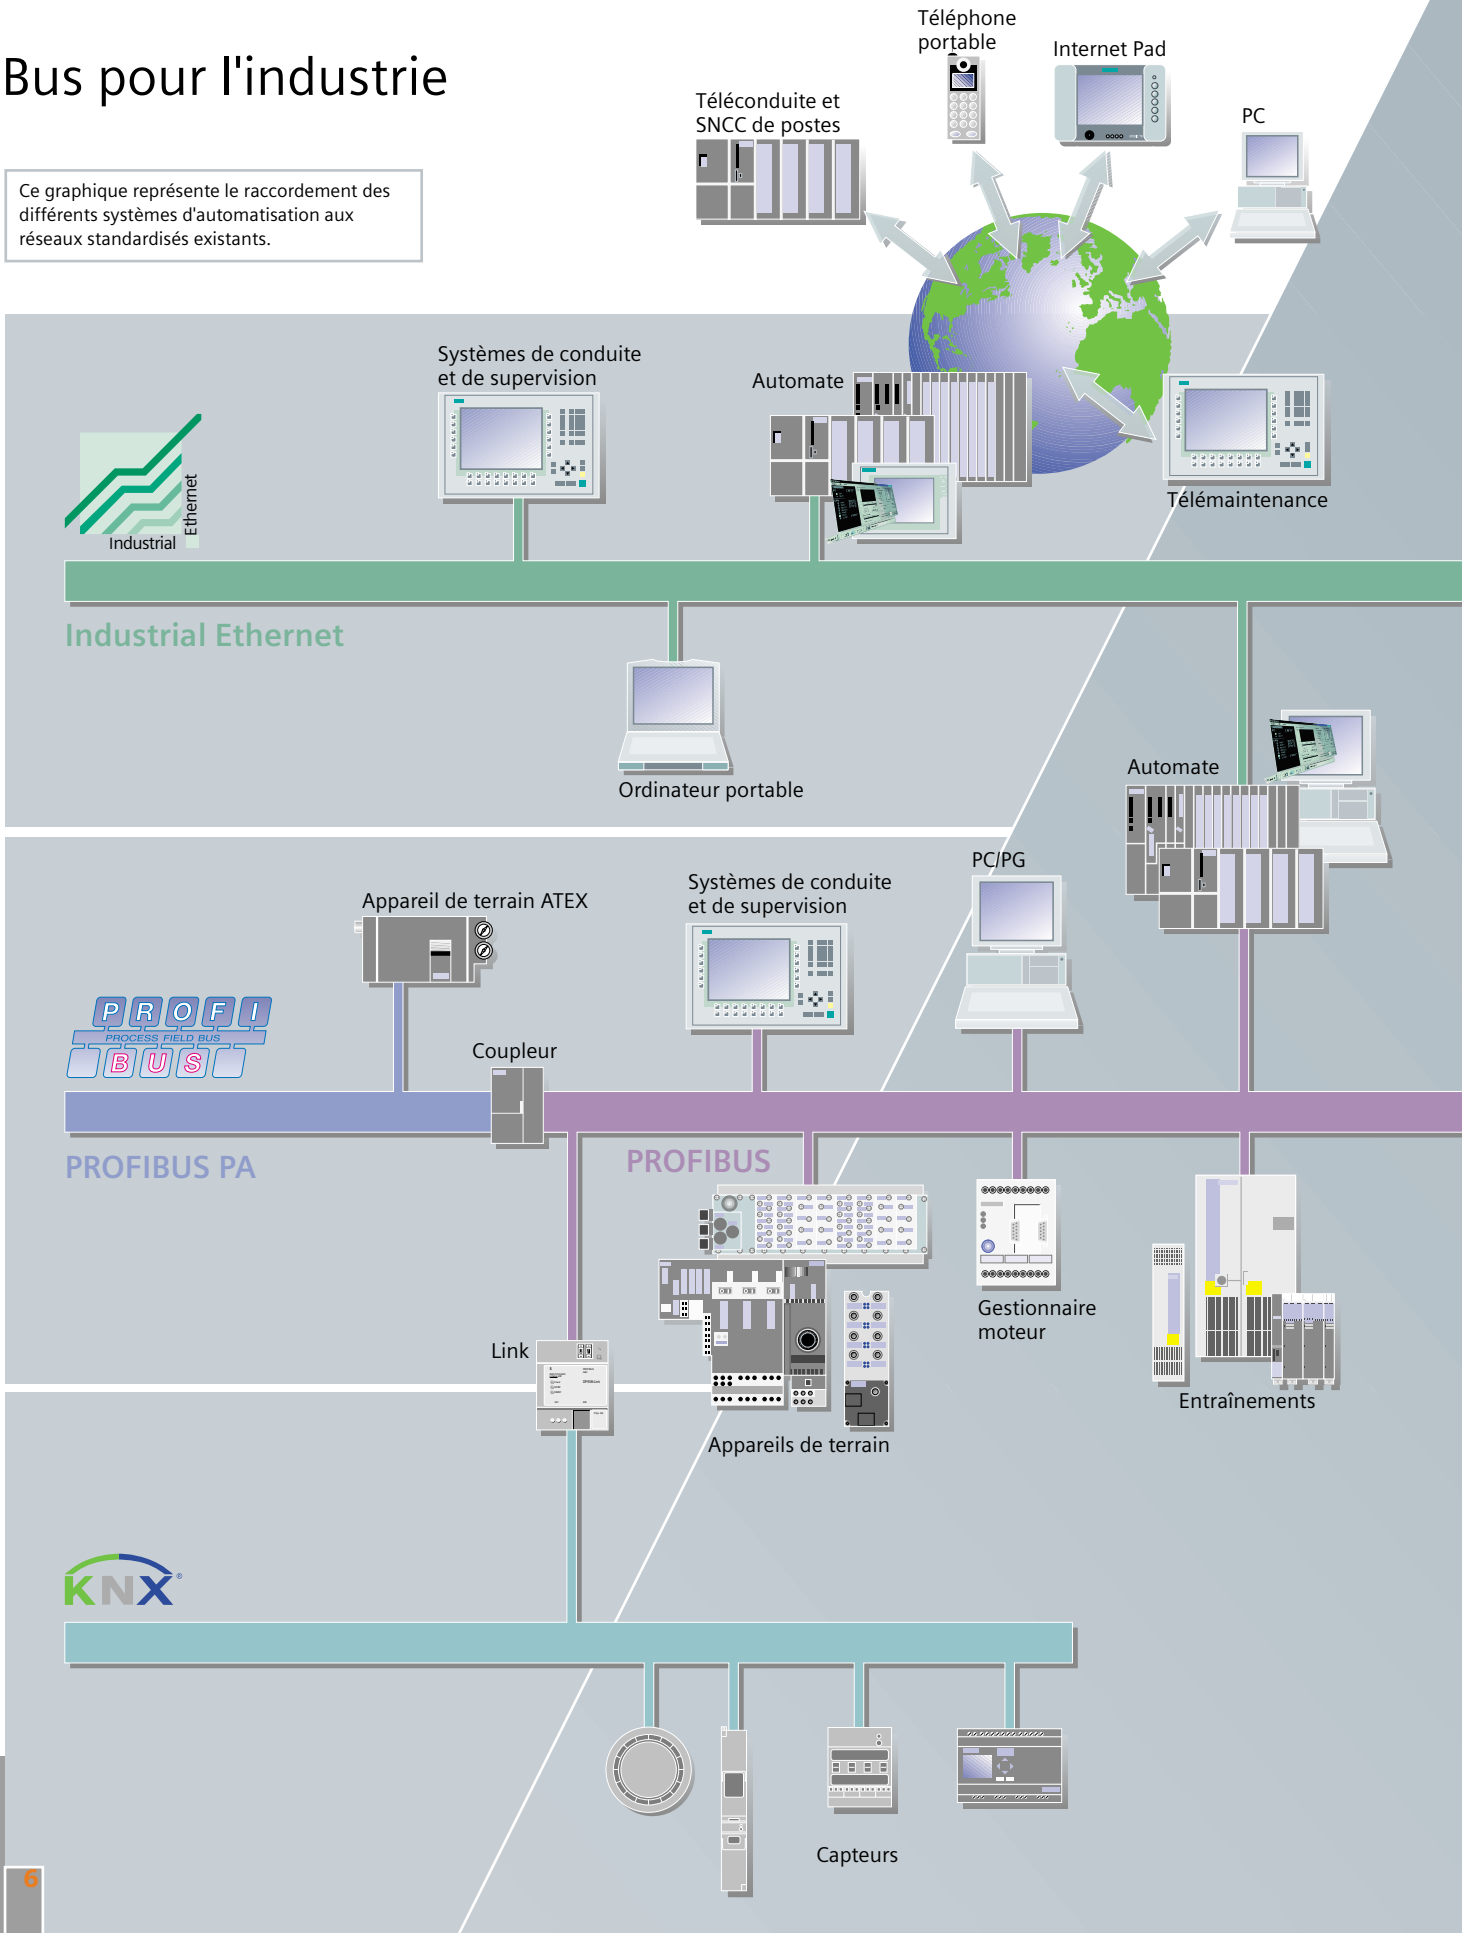 Bus pour l'industrie
Ce graphique représente le raccordement des
différents systèmes d'automatisation aux
réseaux standardisés existants.
Téléphone
portable
Internet Pad
Téléconduite et
SNCC de postes
PC
Systèmes de conduite
et de supervision
Automate
Télémaintenance
Industrial
Ethernet
Industrial Ethernet
Ordinateur portable
Automate
PC/PG
Systèmes de conduite
et de supervision
Appareil de terrain ATEX
PROFI
PROCESS FIELD BUS
BUS
Coupleur
PROFIBUS PA
PROFIBUS
Gestionnaire
moteur
Link
Entraînements
Appareils de terrain
KNX®
Capteurs
6